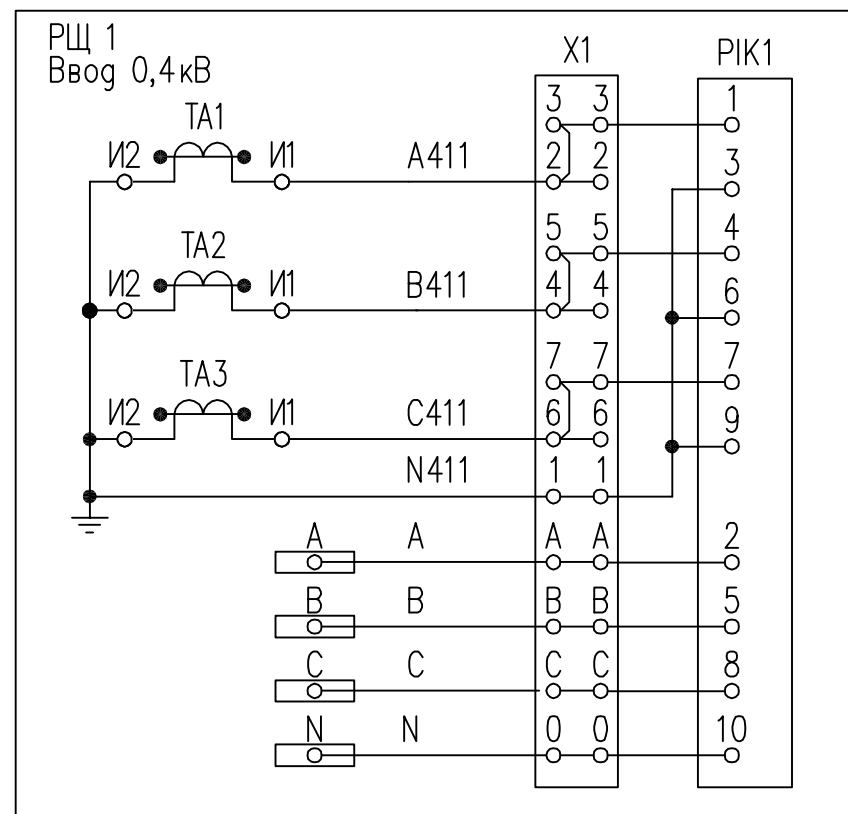 РЩ 1
Ввод 0,4кВ
X1
PIK1
TA1
3 3
1
И2 И1
A411
2 2
3
TA2
5 5
4
И2 И1
B411
4 4
6
TA3
7 7
7
И2 И1
C411
6 6
9
N411
1 1
A A A A 2
B B B B 5
C C C C 8
N N 0 0 10